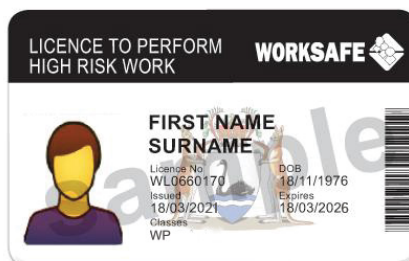 LICENCE TO PERFORM
HIGH RISK WORK
WORKSAFE
FIRST NAME
SURNAME
Licence No
WL0660170
DOB
18/11/1976
Issued
18/03/2021
Expires
18/03/2026
Classes
WP
sample